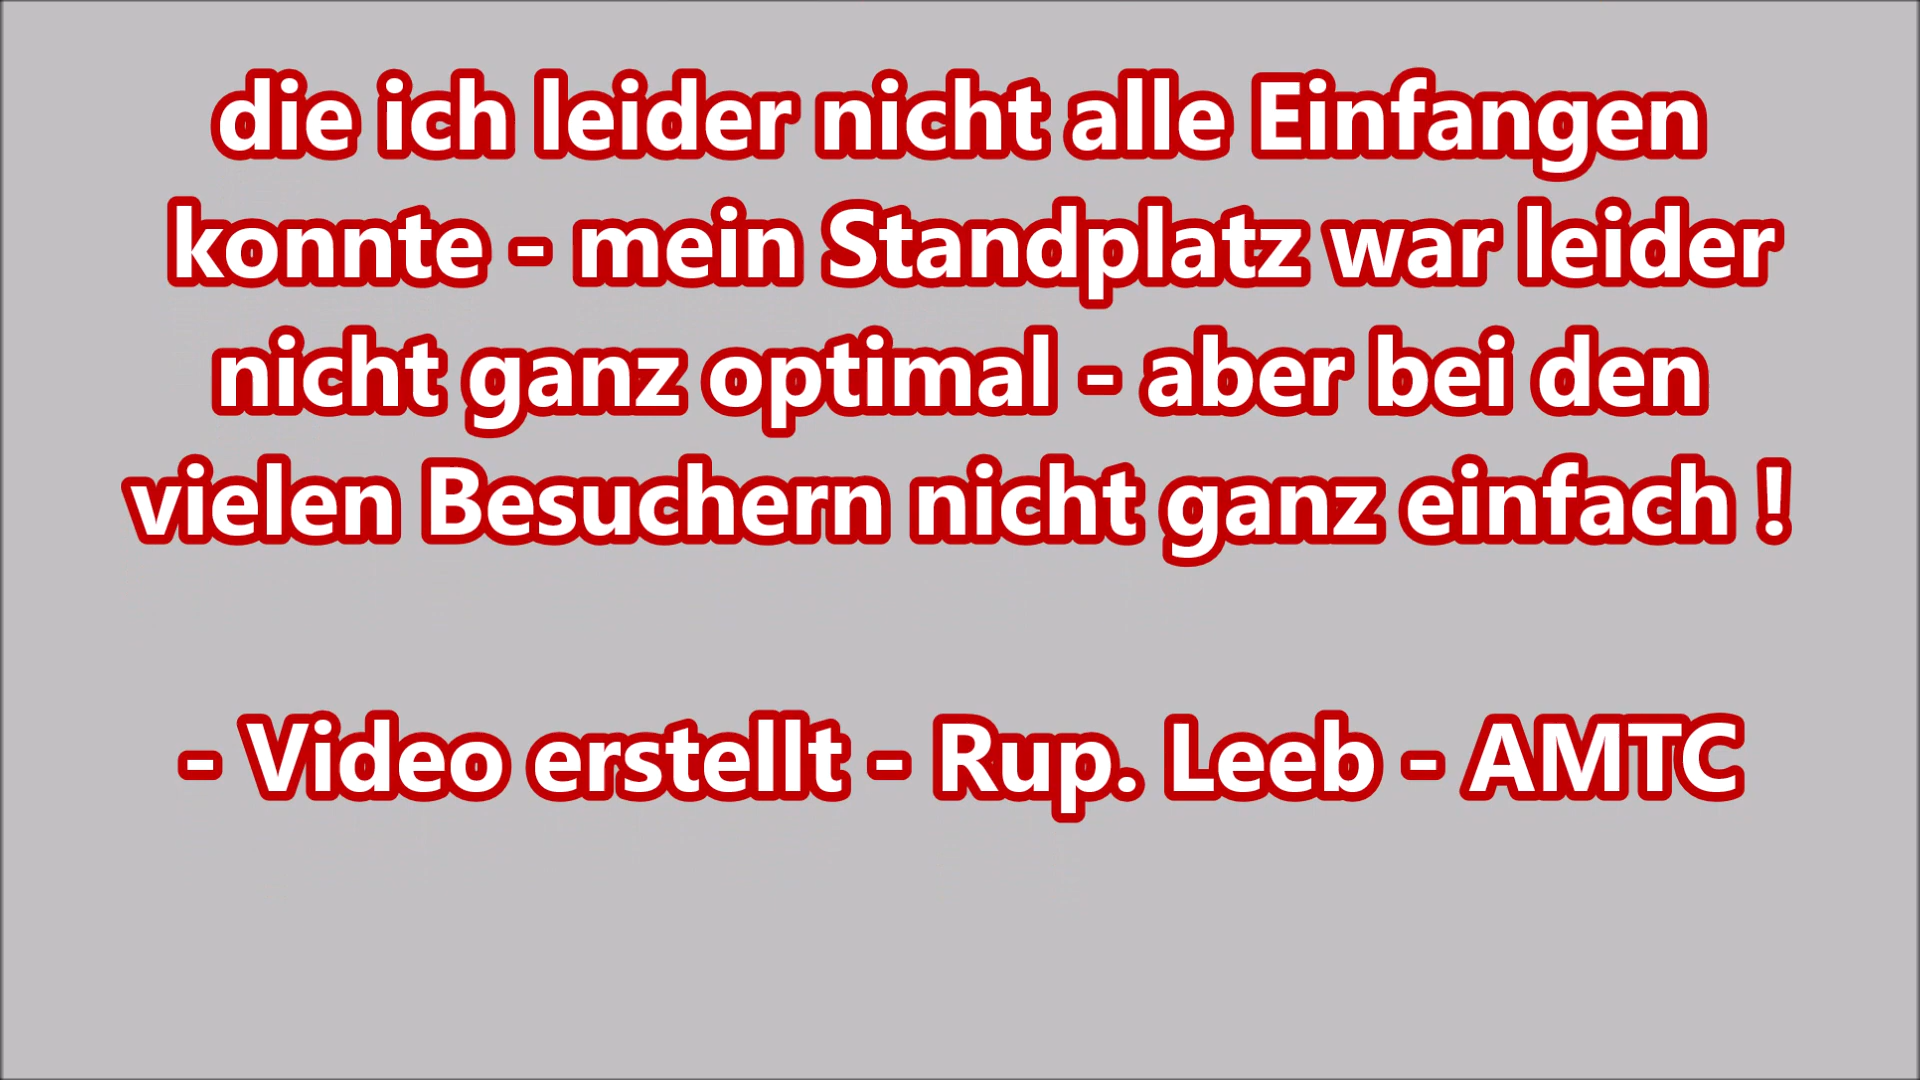 die ich leider nicht alle Einfangen
konnte - mein Standplatz war leider
nicht ganz optimal - aber bei den
vielen Besuchern nicht ganz einfach !
- Video erstellt - Rup. Leeb - AMTC